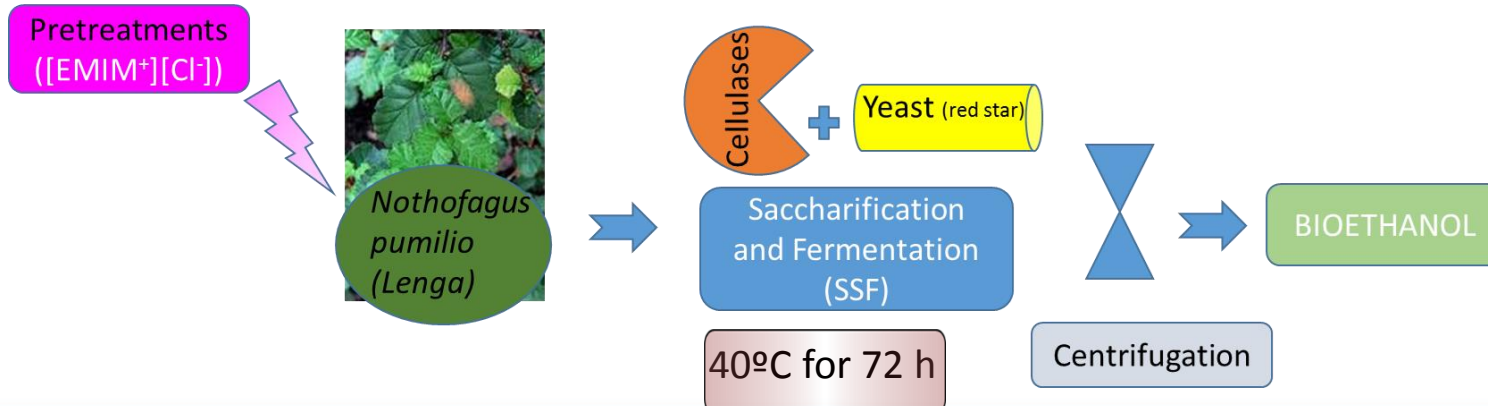 Pretreatments
([EMIM⁺][Cl⁻])
Nothofagus
pumilio
(Lenga)
Cellulases
Yeast (red star)
Saccharification
and Fermentation
(SSF)
40ºC for 72 h
Centrifugation
BIOETHANOL